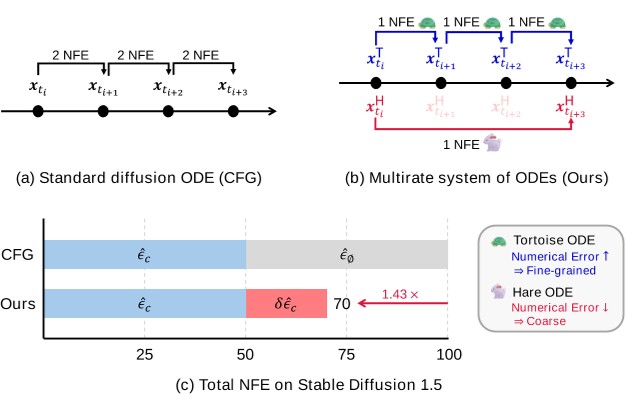 2 NFE 2 NFE 2 NFE
x_{t_i} x_{t_{i+1}} x_{t_{i+2}} x_{t_{i+3}}
(a) Standard diffusion ODE (CFG)
1 NFE 1 NFE 1 NFE
x^T_{t_i} x^T_{t_{i+1}} x^T_{t_{i+2}} x^T_{t_{i+3}}
x^H_{t_i} x^H_{t_{i+1}} x^H_{t_{i+2}} x^H_{t_{i+3}}
1 NFE
(b) Multirate system of ODEs (Ours)
CFG ϵ̂_c ϵ̂_∅
Ours ϵ̂_c δϵ̂_c 70 1.43 ×
25 50 75 100
(c) Total NFE on Stable Diffusion 1.5
Tortoise ODE
Numerical Error ↑
⇒ Fine-grained
Hare ODE
Numerical Error ↓
⇒ Coarse